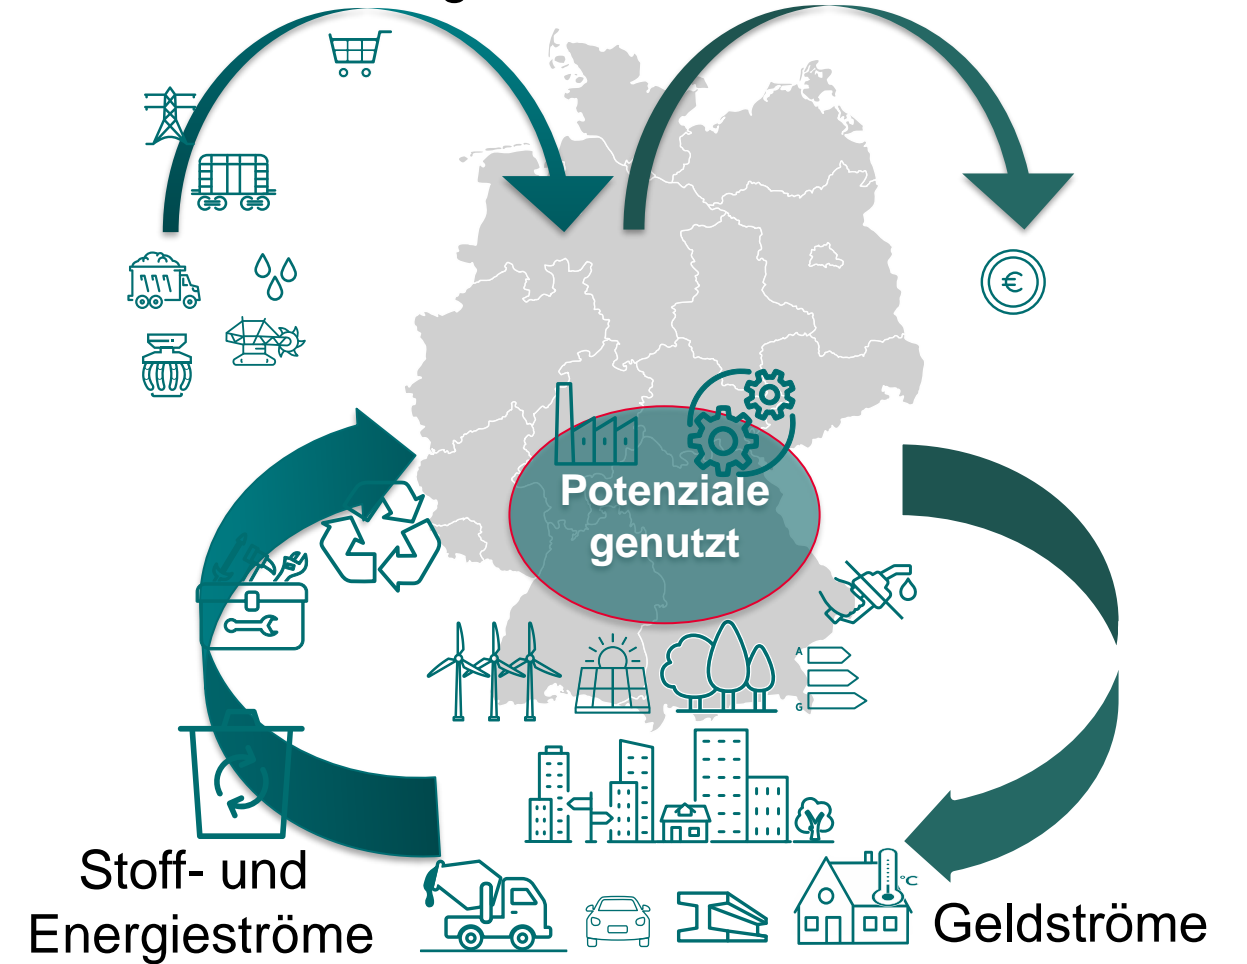 €
Potenziale
genutzt
A
G
°C
Stoff- und
Energieströme
Geldströme